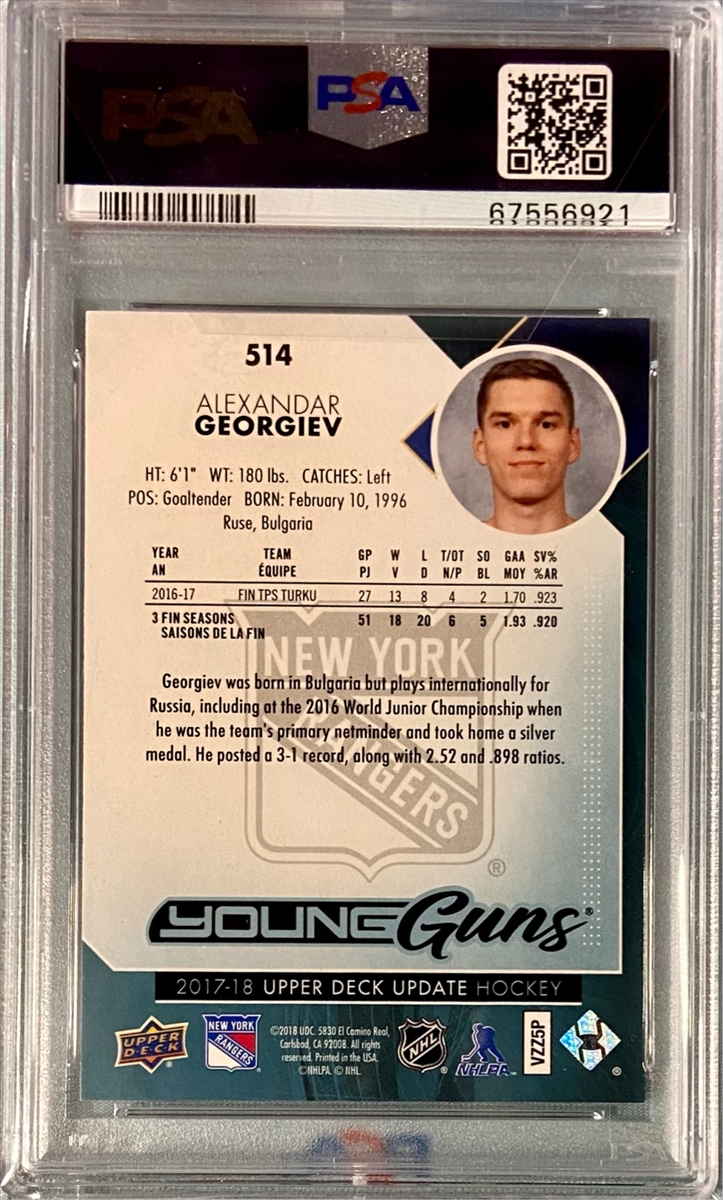 PSA
PSA
67556921
514
ALEXANDAR
GEORGIEV
HT: 6'1" WT: 180 lbs. CATCHES: Left
POS: Goaltender BORN: February 10, 1996
Ruse, Bulgaria
YEAR TEAM GP W L T/OT SO GAA SV%
AN ÉQUIPE PJ V D N/P BL MOY %AR
2016-17 FIN TPS TURKU 27 13 8 4 2 1.70 .923
3 FIN SEASONS 51 18 20 6 5 1.93 .920
SAISONS DE LA FIN
NEW YORK
RANGERS
®
Georgiev was born in Bulgaria but plays internationally for
Russia, including at the 2016 World Junior Championship when
he was the team's primary netminder and took home a silver
medal. He posted a 3-1 record, along with 2.52 and .898 ratios.
YOUNG Guns®
2017-18 UPPER DECK UPDATE HOCKEY
UPPER
DECK
®
NEW YORK
RANGERS
©2018 UDC. 5830 El Camino Real,
Carlsbad, CA 92008. All rights
reserved. Printed in the USA.
©NHLPA. © NHL.
NHL
NHLPA
VZZ5P
®
PSA